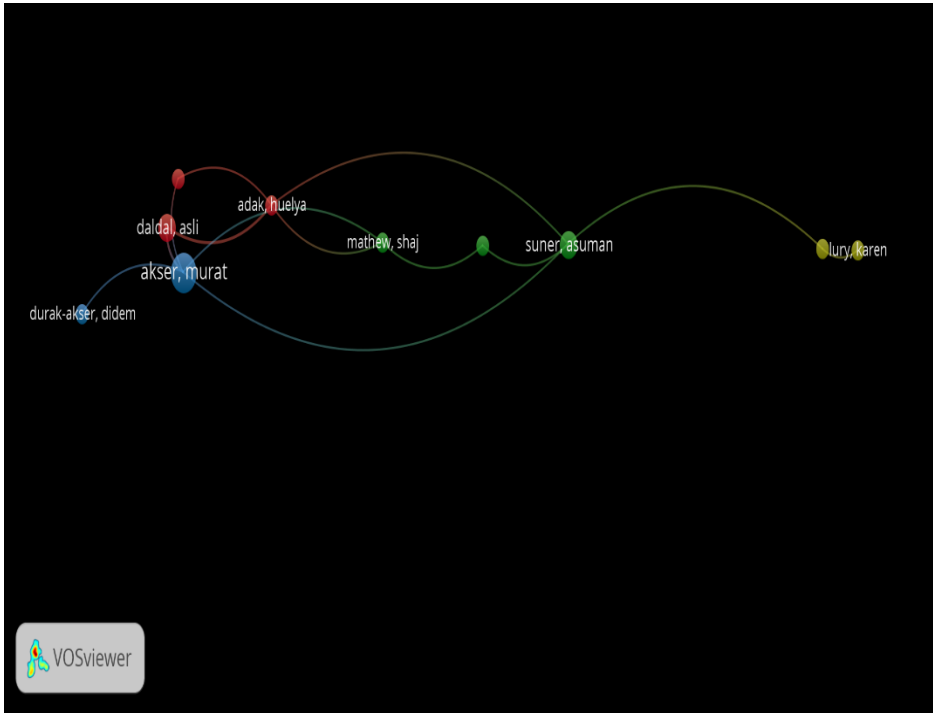 adak, huelya
daldal, asli
mathew, shaj
suner, asuman
lury, karen
akser, murat
durak-akser, didem
VOSviewer